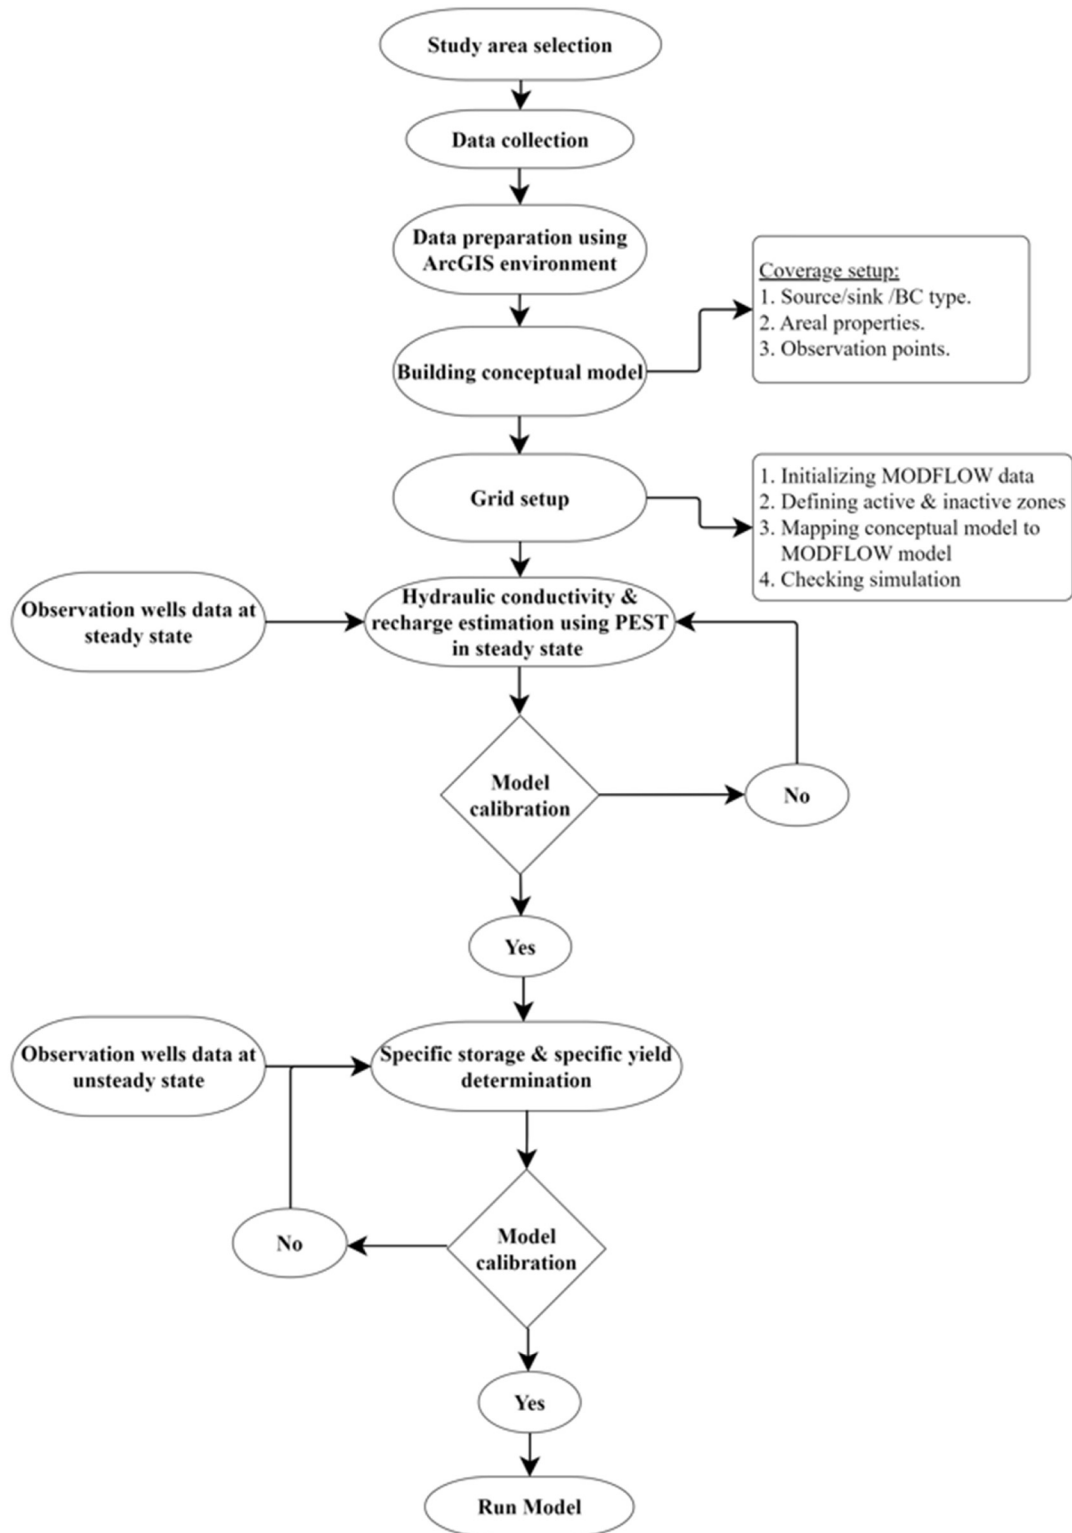 Study area selection
Data collection
Data preparation using
ArcGIS environment
Coverage setup:
1. Source/sink /BC type.
2. Areal properties.
3. Observation points.
Building conceptual model
Grid setup
1. Initializing MODFLOW data
2. Defining active & inactive zones
3. Mapping conceptual model to
MODFLOW model
4. Checking simulation
Observation wells data at
steady state
Hydraulic conductivity &
recharge estimation using PEST
in steady state
Model
calibration
No
Yes
Observation wells data at
unsteady state
Specific storage & specific yield
determination
No
Model
calibration
Yes
Run Model